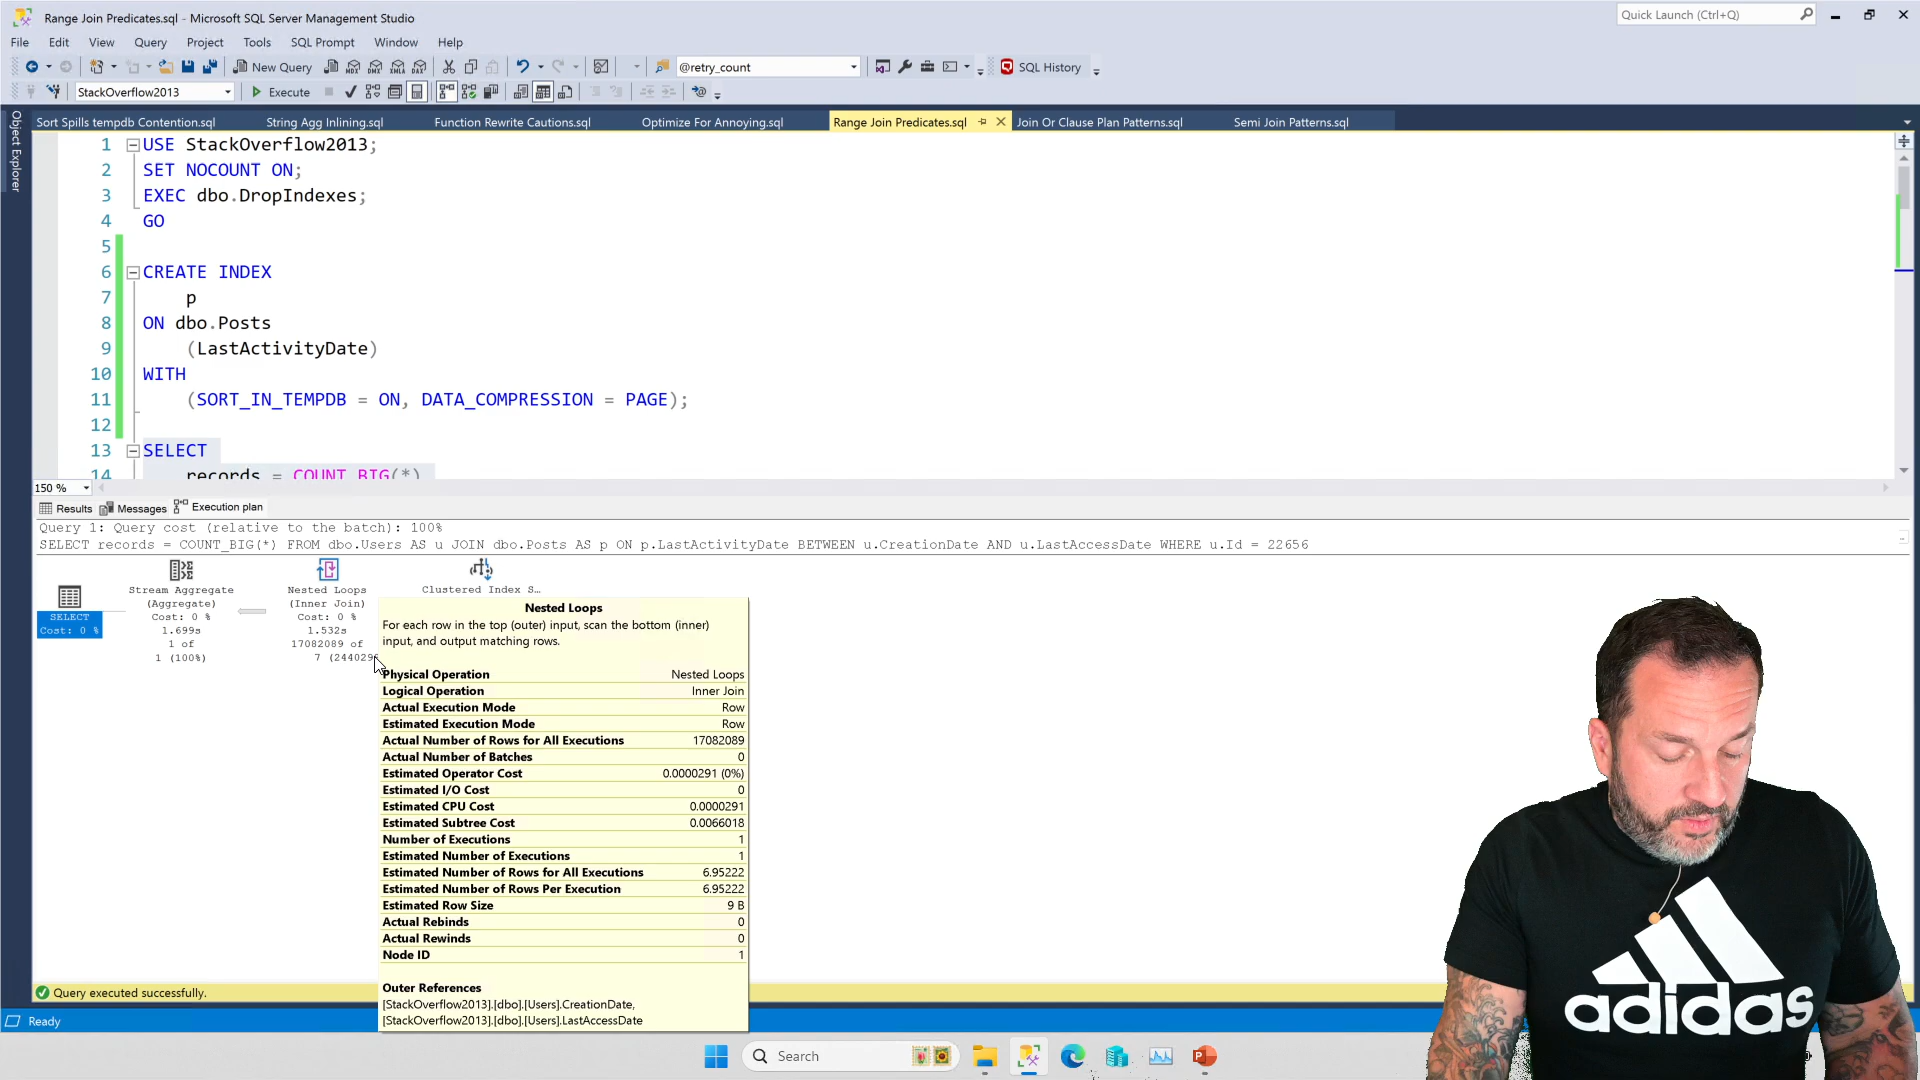 Range Join Predicates.sql - Microsoft SQL Server Management Studio
Quick Launch (Ctrl+Q)
File Edit View Query Project Tools SQL Prompt Window Help
New Query MDX DMX XMLA DAX @retry_count SQL History
StackOverflow2013 Execute
Object Explorer
Sort Spills tempdb Contention.sql String Agg Inlining.sql Function Rewrite Cautions.sql Optimize For Annoying.sql Range Join Predicates.sql Join Or Clause Plan Patterns.sql Semi Join Patterns.sql
1 USE StackOverflow2013;
2 SET NOCOUNT ON;
3 EXEC dbo.DropIndexes;
4 GO
5
6 CREATE INDEX
7 p
8 ON dbo.Posts
9 (LastActivityDate)
10 WITH
11 (SORT_IN_TEMPDB = ON, DATA_COMPRESSION = PAGE);
12
13 SELECT
14 records = COUNT_BIG(*)
150 %
Results Messages Execution plan
Query 1: Query cost (relative to the batch): 100%
SELECT records = COUNT_BIG(*) FROM dbo.Users AS u JOIN dbo.Posts AS p ON p.LastActivityDate BETWEEN u.CreationDate AND u.LastAccessDate WHERE u.Id = 22656
SELECT
Cost: 0 %
Stream Aggregate
(Aggregate)
Cost: 0 %
1.699s
1 of
1 (100%)
Nested Loops
(Inner Join)
Cost: 0 %
1.532s
17082089 of
7 (244029
Clustered Index S...
Nested Loops
For each row in the top (outer) input, scan the bottom (inner)
input, and output matching rows.
Physical Operation Nested Loops
Logical Operation Inner Join
Actual Execution Mode Row
Estimated Execution Mode Row
Actual Number of Rows for All Executions 17082089
Actual Number of Batches 0
Estimated Operator Cost 0.0000291 (0%)
Estimated I/O Cost 0
Estimated CPU Cost 0.0000291
Estimated Subtree Cost 0.0066018
Number of Executions 1
Estimated Number of Executions 1
Estimated Number of Rows for All Executions 6.95222
Estimated Number of Rows Per Execution 6.95222
Estimated Row Size 9 B
Actual Rebinds 0
Actual Rewinds 0
Node ID 1
Outer References
[StackOverflow2013].[dbo].[Users].CreationDate,
[StackOverflow2013].[dbo].[Users].LastAccessDate
Query executed successfully.
Ready
Search
adidas